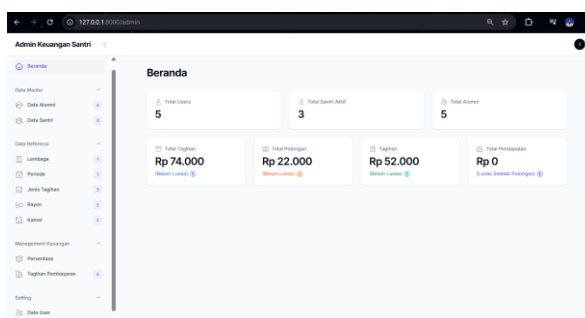 127.0.0.1:8000/admin
Admin Keuangan Santri
Beranda
Data Master
Data Alumni
Data Santri
Data Referensi
Lembaga
1
Periode
1
Jenis Tagihan
Rayon
Kamar
Management Keuangan
Persentase
Tagihan Pembayaran
Setting
Data User
Beranda
Total Users
5
Total Santri Aktif
3
Total Alumni
5
Total Tagihan
Rp 74.000
(Belum Lunas)
Total Potongan
Rp 22.000
(Belum Lunas)
Tagihan
Rp 52.000
(Belum Lunas)
Total Pendapatan
Rp 0
(Lunas Setelah Potongan)